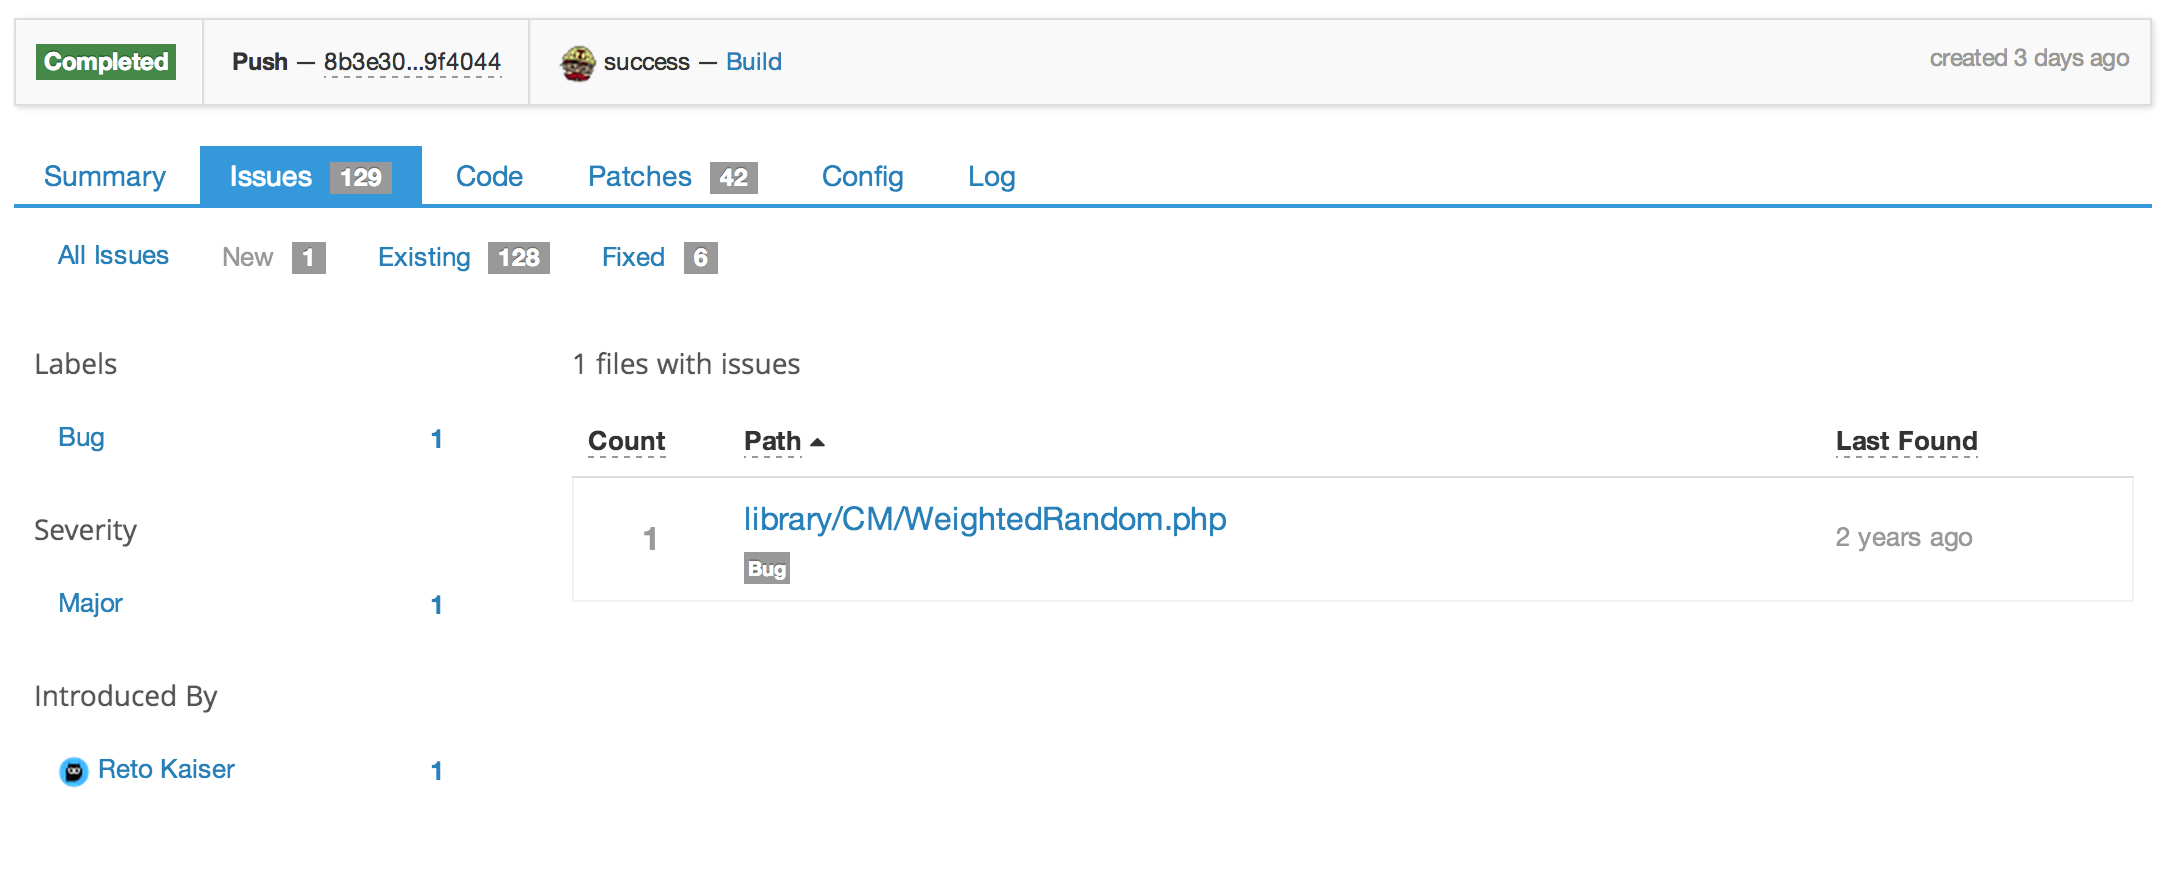 Completed Push — 8b3e30...9f4044 success — Build created 3 days ago
Summary Issues 129 Code Patches 42 Config Log
All Issues New 1 Existing 128 Fixed 6
Labels
Bug 1
Severity
Major 1
Introduced By
Reto Kaiser 1
1 files with issues
Count Path Last Found
1 library/CM/WeightedRandom.php 2 years ago
Bug